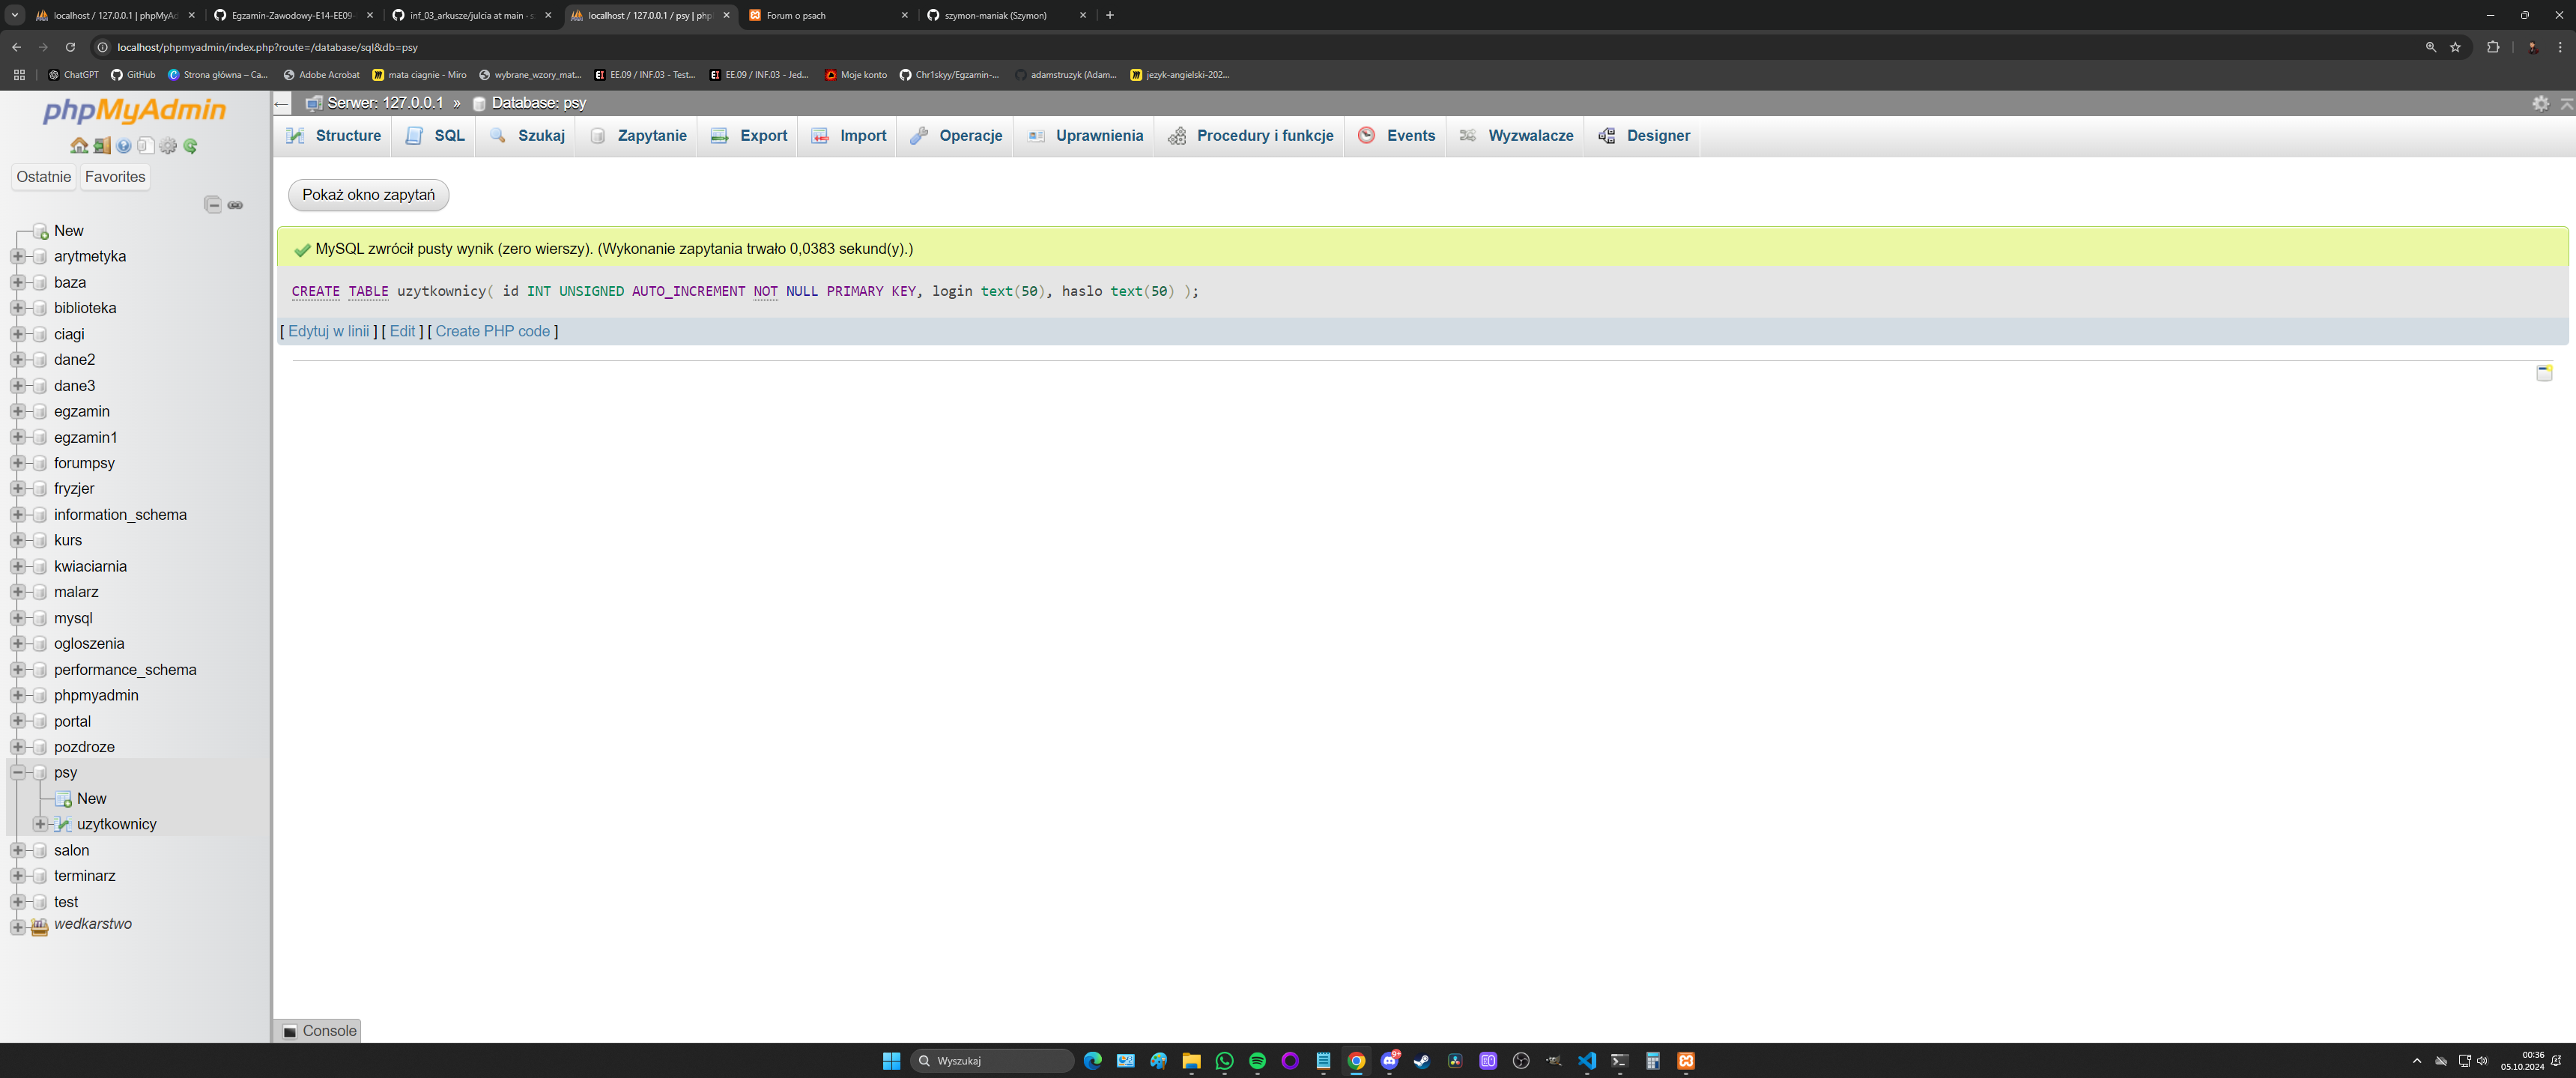 localhost / 127.0.0.1 | phpMyAd
Egzamin-Zawodowy-E14-EE09-
inf_03_arkusze/julcia at main · s
localhost / 127.0.0.1 / psy | php
Forum o psach
szymon-maniak (Szymon)
localhost/phpmyadmin/index.php?route=/database/sql&db=psy
ChatGPT
GitHub
Strona główna – Ca...
Adobe Acrobat
mata ciagnie - Miro
wybrane_wzory_mat...
EE.09 / INF.03 - Test...
EE.09 / INF.03 - Jed...
Moje konto
Chr1skyy/Egzamin-...
adamstruzyk (Adam...
jezyk-angielski-202...
phpMyAdmin
Ostatnie
Favorites
New
arytmetyka
baza
biblioteka
ciagi
dane2
dane3
egzamin
egzamin1
forumpsy
fryzjer
information_schema
kurs
kwiaciarnia
malarz
mysql
ogloszenia
performance_schema
phpmyadmin
portal
pozdroze
psy
New
uzytkownicy
salon
terminarz
test
wedkarstwo
Serwer: 127.0.0.1 » Database: psy
Structure
SQL
Szukaj
Zapytanie
Export
Import
Operacje
Uprawnienia
Procedury i funkcje
Events
Wyzwalacze
Designer
Pokaż okno zapytań
MySQL zwrócił pusty wynik (zero wierszy). (Wykonanie zapytania trwało 0,0383 sekund(y).)
CREATE TABLE uzytkownicy( id INT UNSIGNED AUTO_INCREMENT NOT NULL PRIMARY KEY, login text(50), haslo text(50) );
[ Edytuj w linii ] [ Edit ] [ Create PHP code ]
Console
Wyszukaj
9+
00:36
05.10.2024